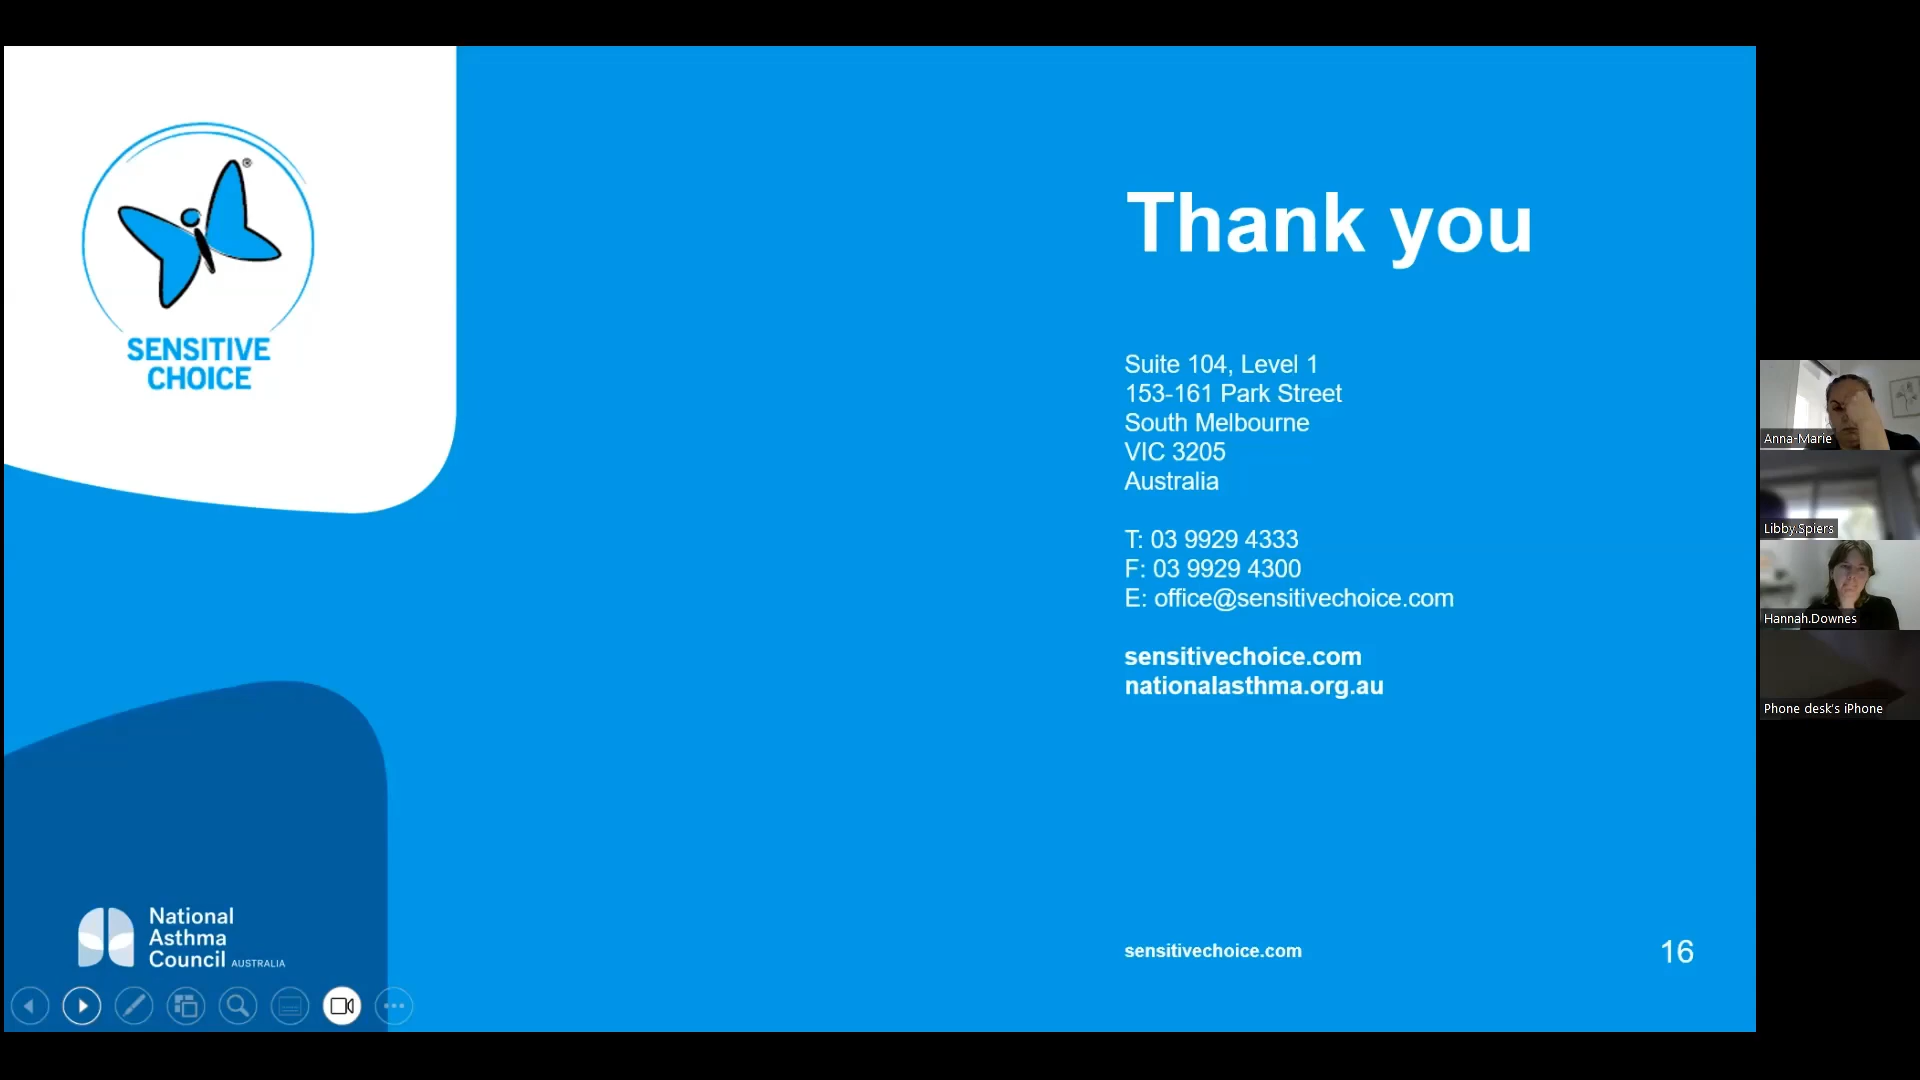 ®
SENSITIVE
CHOICE
Thank you
Suite 104, Level 1
153-161 Park Street
South Melbourne
VIC 3205
Australia
T: 03 9929 4333
F: 03 9929 4300
E: office@sensitivechoice.com
sensitivechoice.com
nationalasthma.org.au
National
Asthma
Council AUSTRALIA
sensitivechoice.com
16
Anna-Marie
Libby.Spiers
Hannah.Downes
Phone desk's iPhone